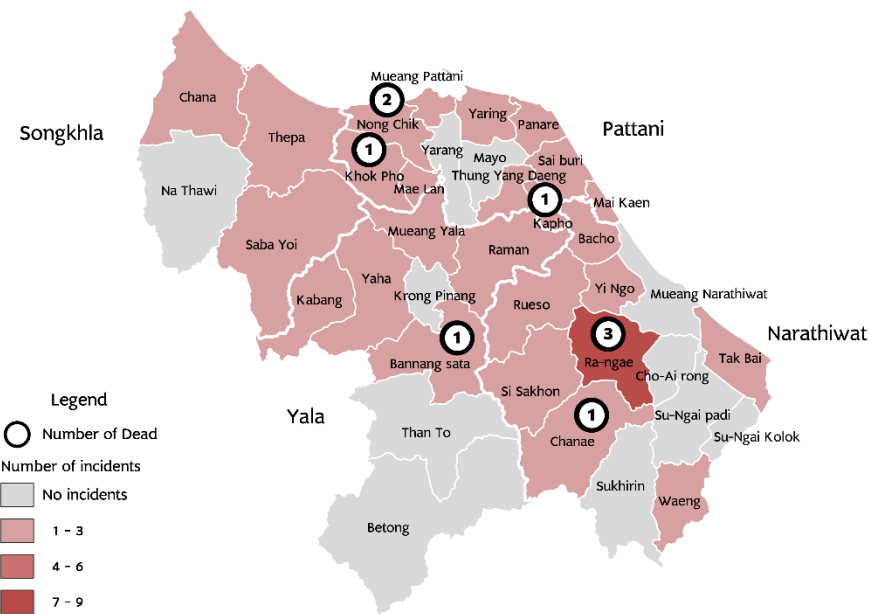 Mueang Pattani
Chana
2
Yaring
Songkhla
Thepa
Nong Chik
Panare
Pattani
1
Yarang
Mayo
Sai buri
Khok Pho
Thung Yang Daeng
Na Thawi
Mae Lan
1
Mai Kaen
Kapho
Saba Yoi
Mueang Yala
Raman
Bacho
Yaha
Kabang
Krong Pinang
Rueso
Yi Ngo
Mueang Narathiwat
1
3
Narathiwat
Bannang sata
Ra-ngae
Tak Bai
Cho-Ai rong
Si Sakhon
Legend
Number of Dead
Yala
1
Su-Ngai padi
Than To
Chanae
Su-Ngai Kolok
Number of incidents
No incidents
Sukhirin
Waeng
1 - 3
Betong
4 - 6
7 - 9